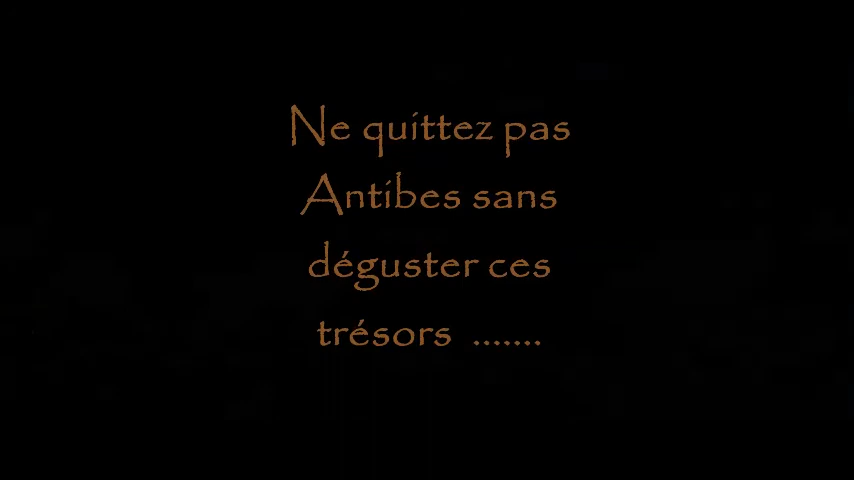 Ne quittez pas
Antibes sans
déguster ces
trésors .......